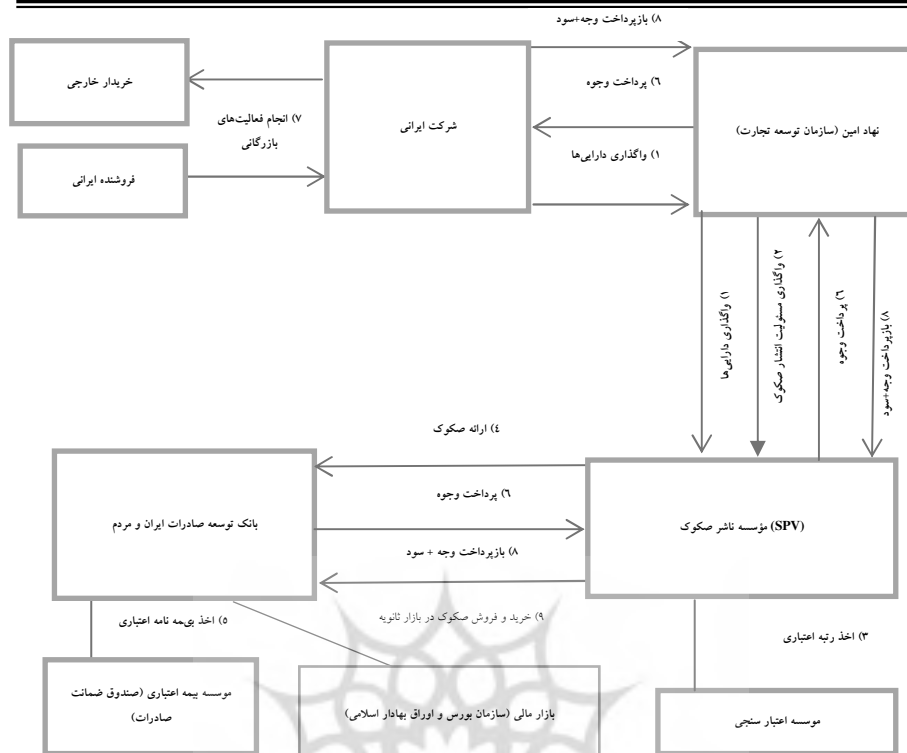 ۸) بازپرداخت وجه+سود
خریدار خارجی
شرکت ایرانی
نهاد امین (سازمان توسعه تجارت)
۶) پرداخت وجوه
۷) انجام فعالیت‌های
بازرگانی
۱) واگذاری دارایی‌ها
فروشنده ایرانی
۱) واگذاری دارایی‌ها
۲) واگذاری مسئولیت انتشار صکوک
۶) پرداخت وجوه
۸) بازپرداخت وجه+سود
۴) ارائه صکوک
بانک توسعه صادرات ایران و مردم
۶) پرداخت وجوه
(SPV) مؤسسه ناشر صکوک
۸) بازپرداخت وجه + سود
۵) اخذ بیمه نامه اعتباری
۹) خرید و فروش صکوک در بازار ثانویه
۳) اخذ رتبه اعتباری
موسسه بیمه اعتباری (صندوق ضمانت
صادرات)
بازار مالی (سازمان بورس و اوراق بهادار اسلامی)
موسسه اعتبار سنجی